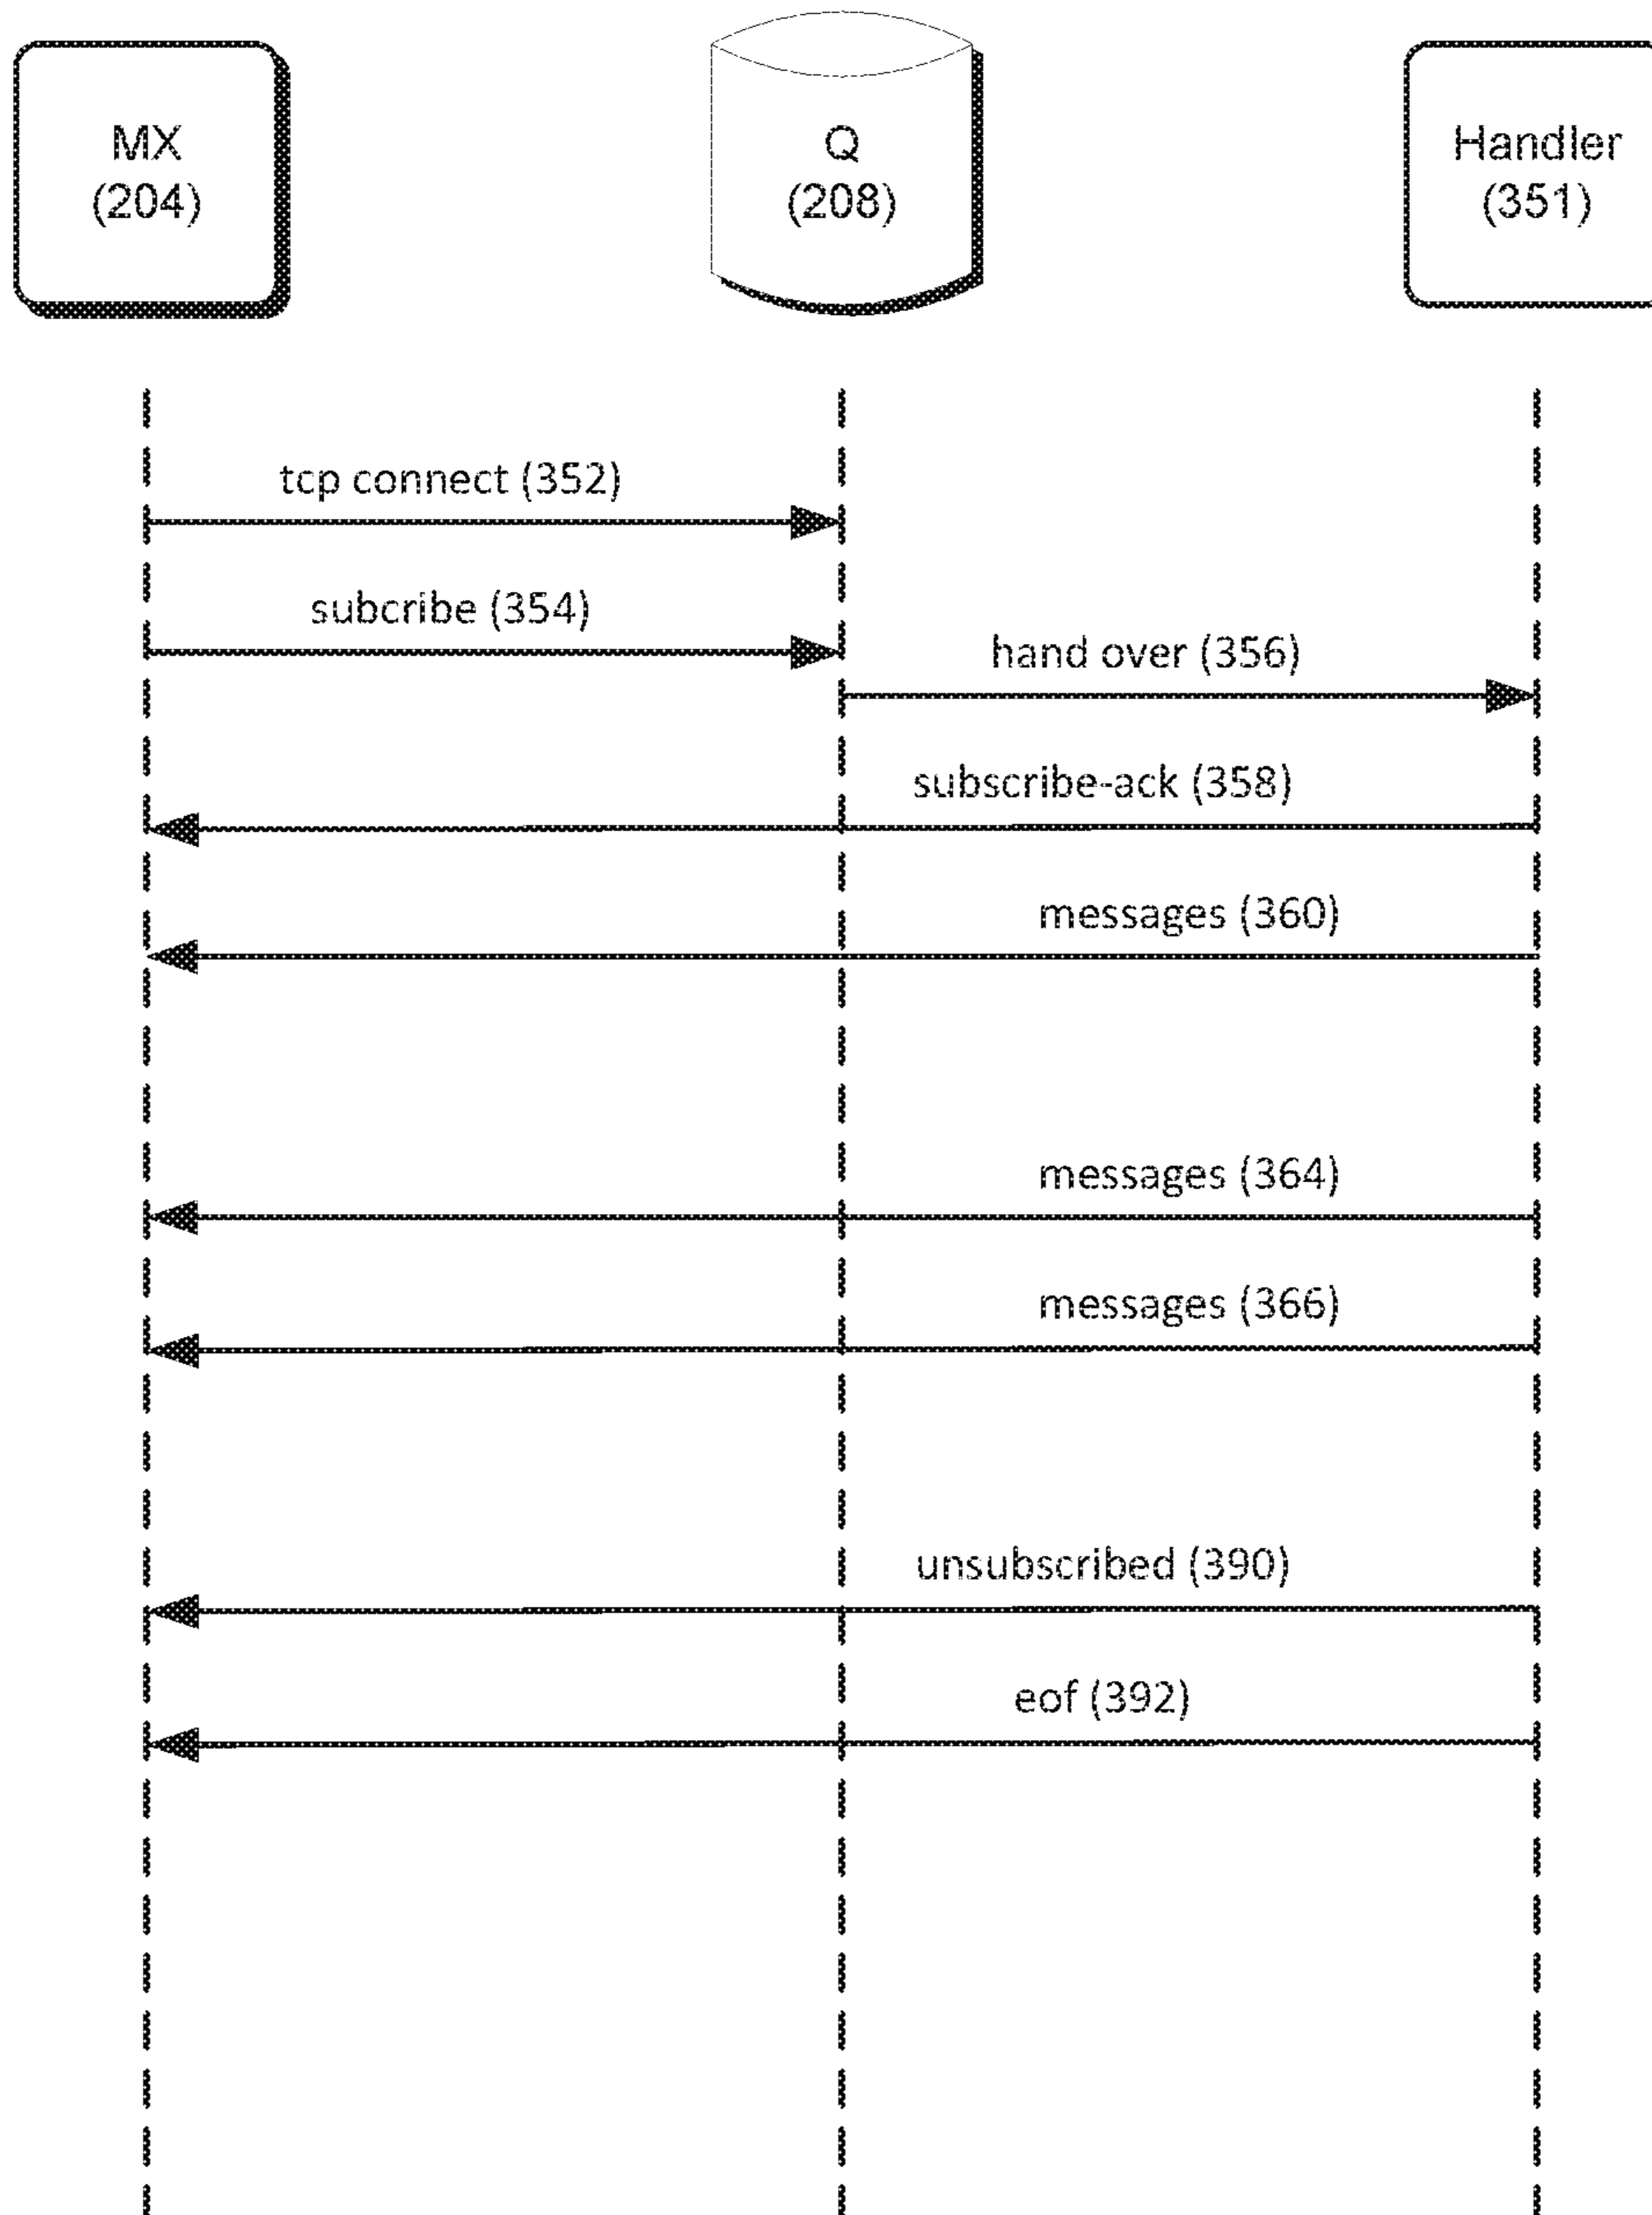 MX
(204)
Q
(208)
Handler
(351)
tcp connect (352)
subcribe (354)
hand over (356)
subscribe-ack (358)
messages (360)
messages (364)
messages (366)
unsubscribed (390)
eof (392)